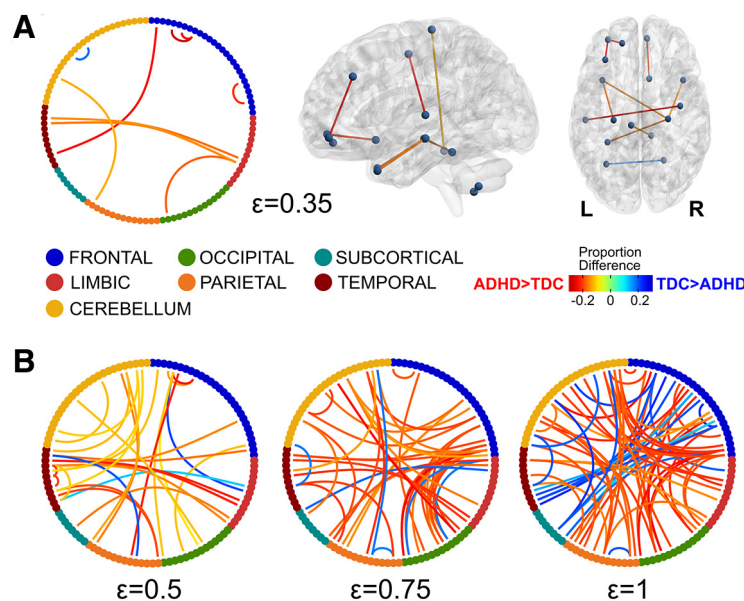 A
ε=0.35
L R
FRONTAL OCCIPITAL SUBCORTICAL
LIMBIC PARIETAL TEMPORAL
CEREBELLUM
Proportion
Difference
ADHD>TDC TDC>ADHD
-0.2 0.2
B
ε=0.5 ε=0.75 ε=1